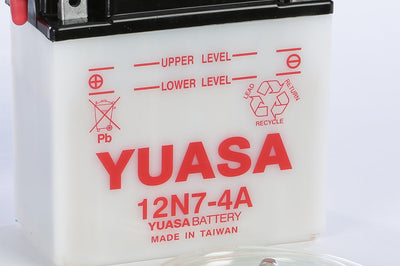 UPPER LEVEL
LOWER LEVEL
LEAD
RETURN
RECYCLE
Pb
YUASA
12N7-4A
YUASA BATTERY
MADE IN TAIWAN